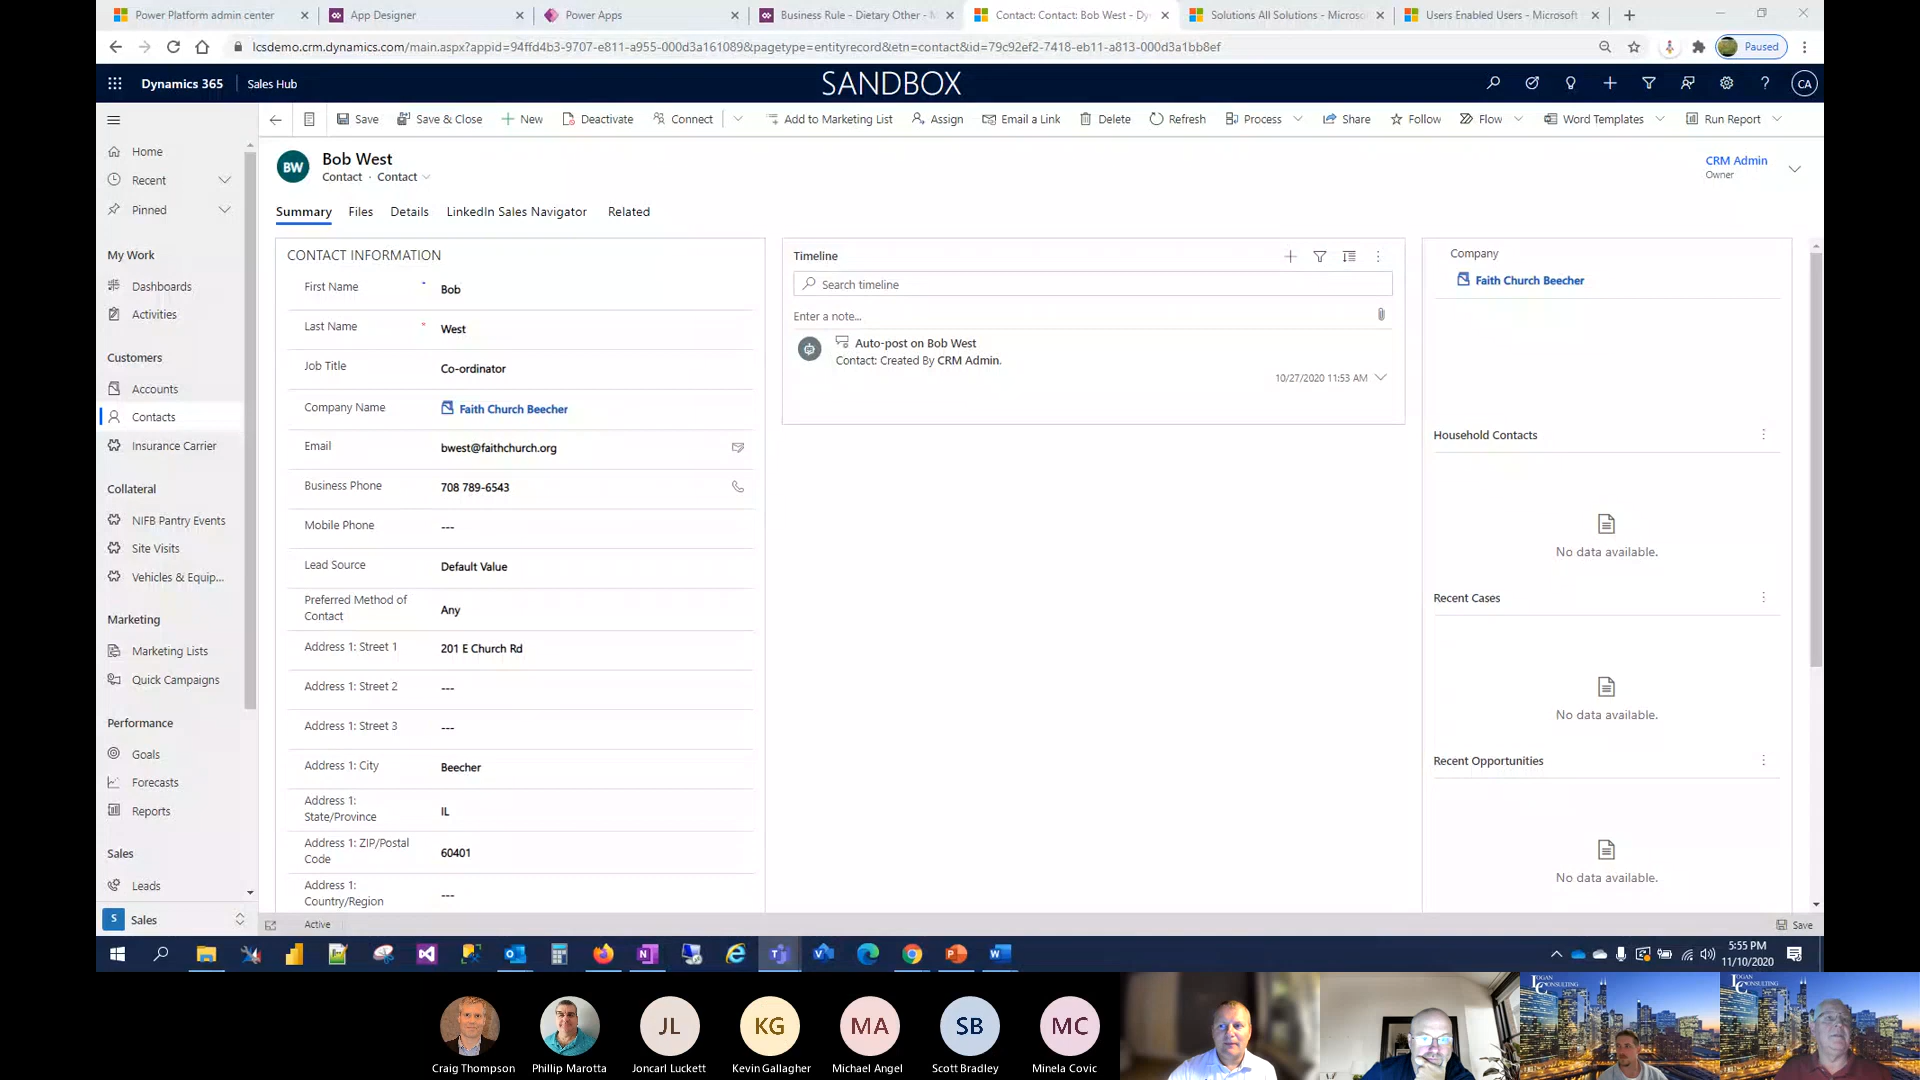 Power Platform admin center
App Designer
Power Apps
Business Rule - Dietary Other - M
Contact: Contact: Bob West - Dy
Solutions All Solutions - Microso
Users Enabled Users - Microsoft
lcsdemo.crm.dynamics.com/main.aspx?appid=94ffd4b3-9707-e811-a955-000d3a161089&pagetype=entityrecord&etn=contact&id=79c92ef2-7418-eb11-a813-000d3a1bb8ef
Paused
Dynamics 365
Sales Hub
SANDBOX
CA
Save
Save & Close
New
Deactivate
Connect
Add to Marketing List
Assign
Email a Link
Delete
Refresh
Process
Share
Follow
Flow
Word Templates
Run Report
Home
Recent
Pinned
My Work
Dashboards
Activities
Customers
Accounts
Contacts
Insurance Carrier
Collateral
NIFB Pantry Events
Site Visits
Vehicles & Equip...
Marketing
Marketing Lists
Quick Campaigns
Performance
Goals
Forecasts
Reports
Sales
Leads
S Sales
BW
Bob West
Contact · Contact
CRM Admin
Owner
Summary
Files
Details
LinkedIn Sales Navigator
Related
CONTACT INFORMATION
First Name * Bob
Last Name * West
Job Title Co-ordinator
Company Name Faith Church Beecher
Email bwest@faithchurch.org
Business Phone 708 789-6543
Mobile Phone ---
Lead Source Default Value
Preferred Method of
Contact Any
Address 1: Street 1 201 E Church Rd
Address 1: Street 2 ---
Address 1: Street 3 ---
Address 1: City Beecher
Address 1:
State/Province IL
Address 1: ZIP/Postal
Code 60401
Address 1:
Country/Region ---
Timeline
Search timeline
Enter a note...
Auto-post on Bob West
Contact: Created By CRM Admin.
10/27/2020 11:53 AM
Company
Faith Church Beecher
Household Contacts
No data available.
Recent Cases
No data available.
Recent Opportunities
No data available.
Active
Save
5:55 PM
11/10/2020
JL
KG
MA
SB
MC
Craig Thompson
Phillip Marotta
Joncarl Luckett
Kevin Gallagher
Michael Angel
Scott Bradley
Minela Covic
LOGAN
CONSULTING
LOGAN
CONSULTING